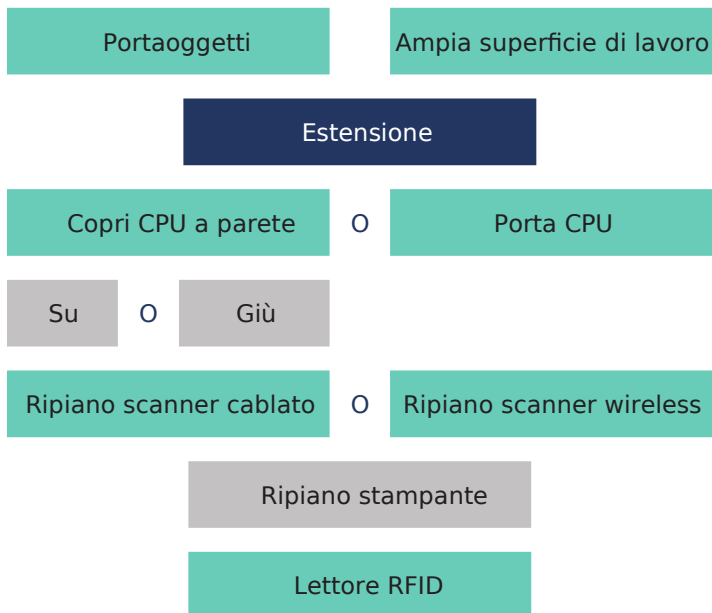 Portaoggetti Ampia superficie di lavoro
Estensione
Copri CPU a parete O Porta CPU
Su O Giù
Ripiano scanner cablato O Ripiano scanner wireless
Ripiano stampante
Lettore RFID